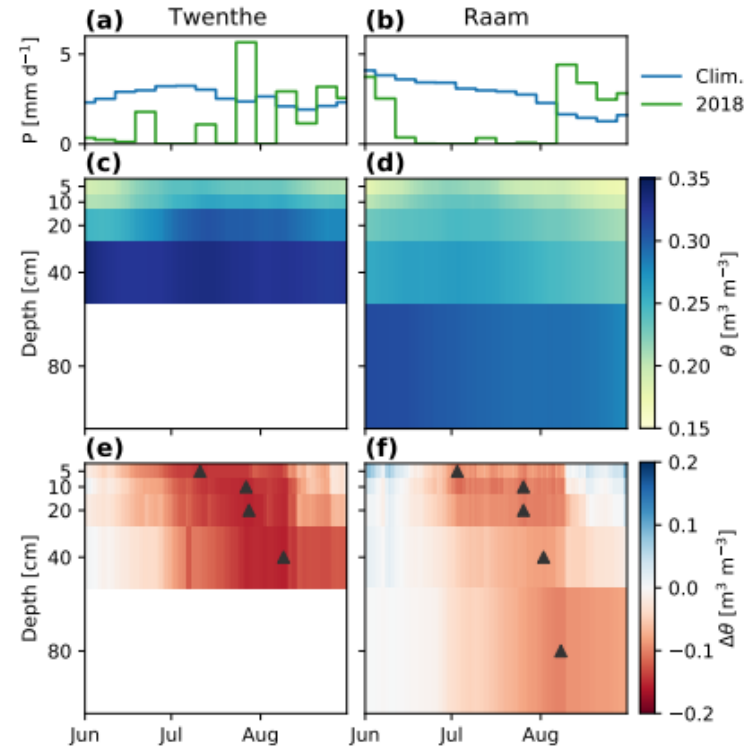 (a) Twenthe
(b) Raam
P [mm d⁻¹]
5
0
Clim.
2018
(c)
(d)
Depth [cm]
5
10
20
40
80
0.35
0.30
0.25
0.20
0.15
θ [m³ m⁻³]
(e)
(f)
Depth [cm]
5
10
20
40
80
0.2
0.1
0.0
−0.1
−0.2
Δθ [m³ m⁻³]
Jun Jul Aug
Jun Jul Aug